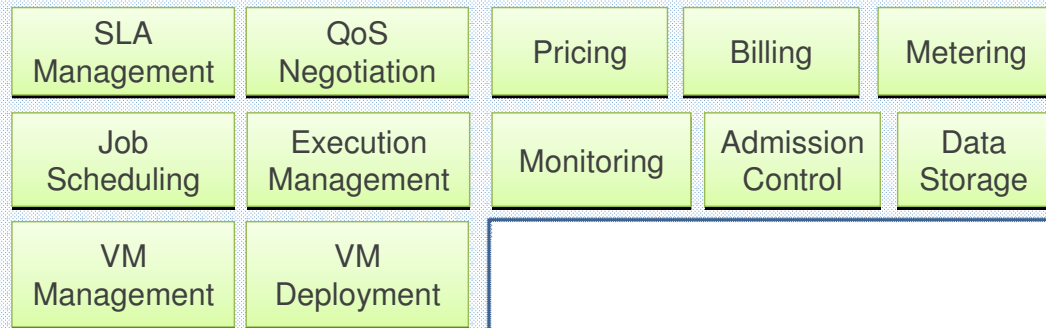 SLA
Management
QoS
Negotiation
Pricing
Billing
Metering
Job
Scheduling
Execution
Management
Monitoring
Admission
Control
Data
Storage
VM
Management
VM
Deployment